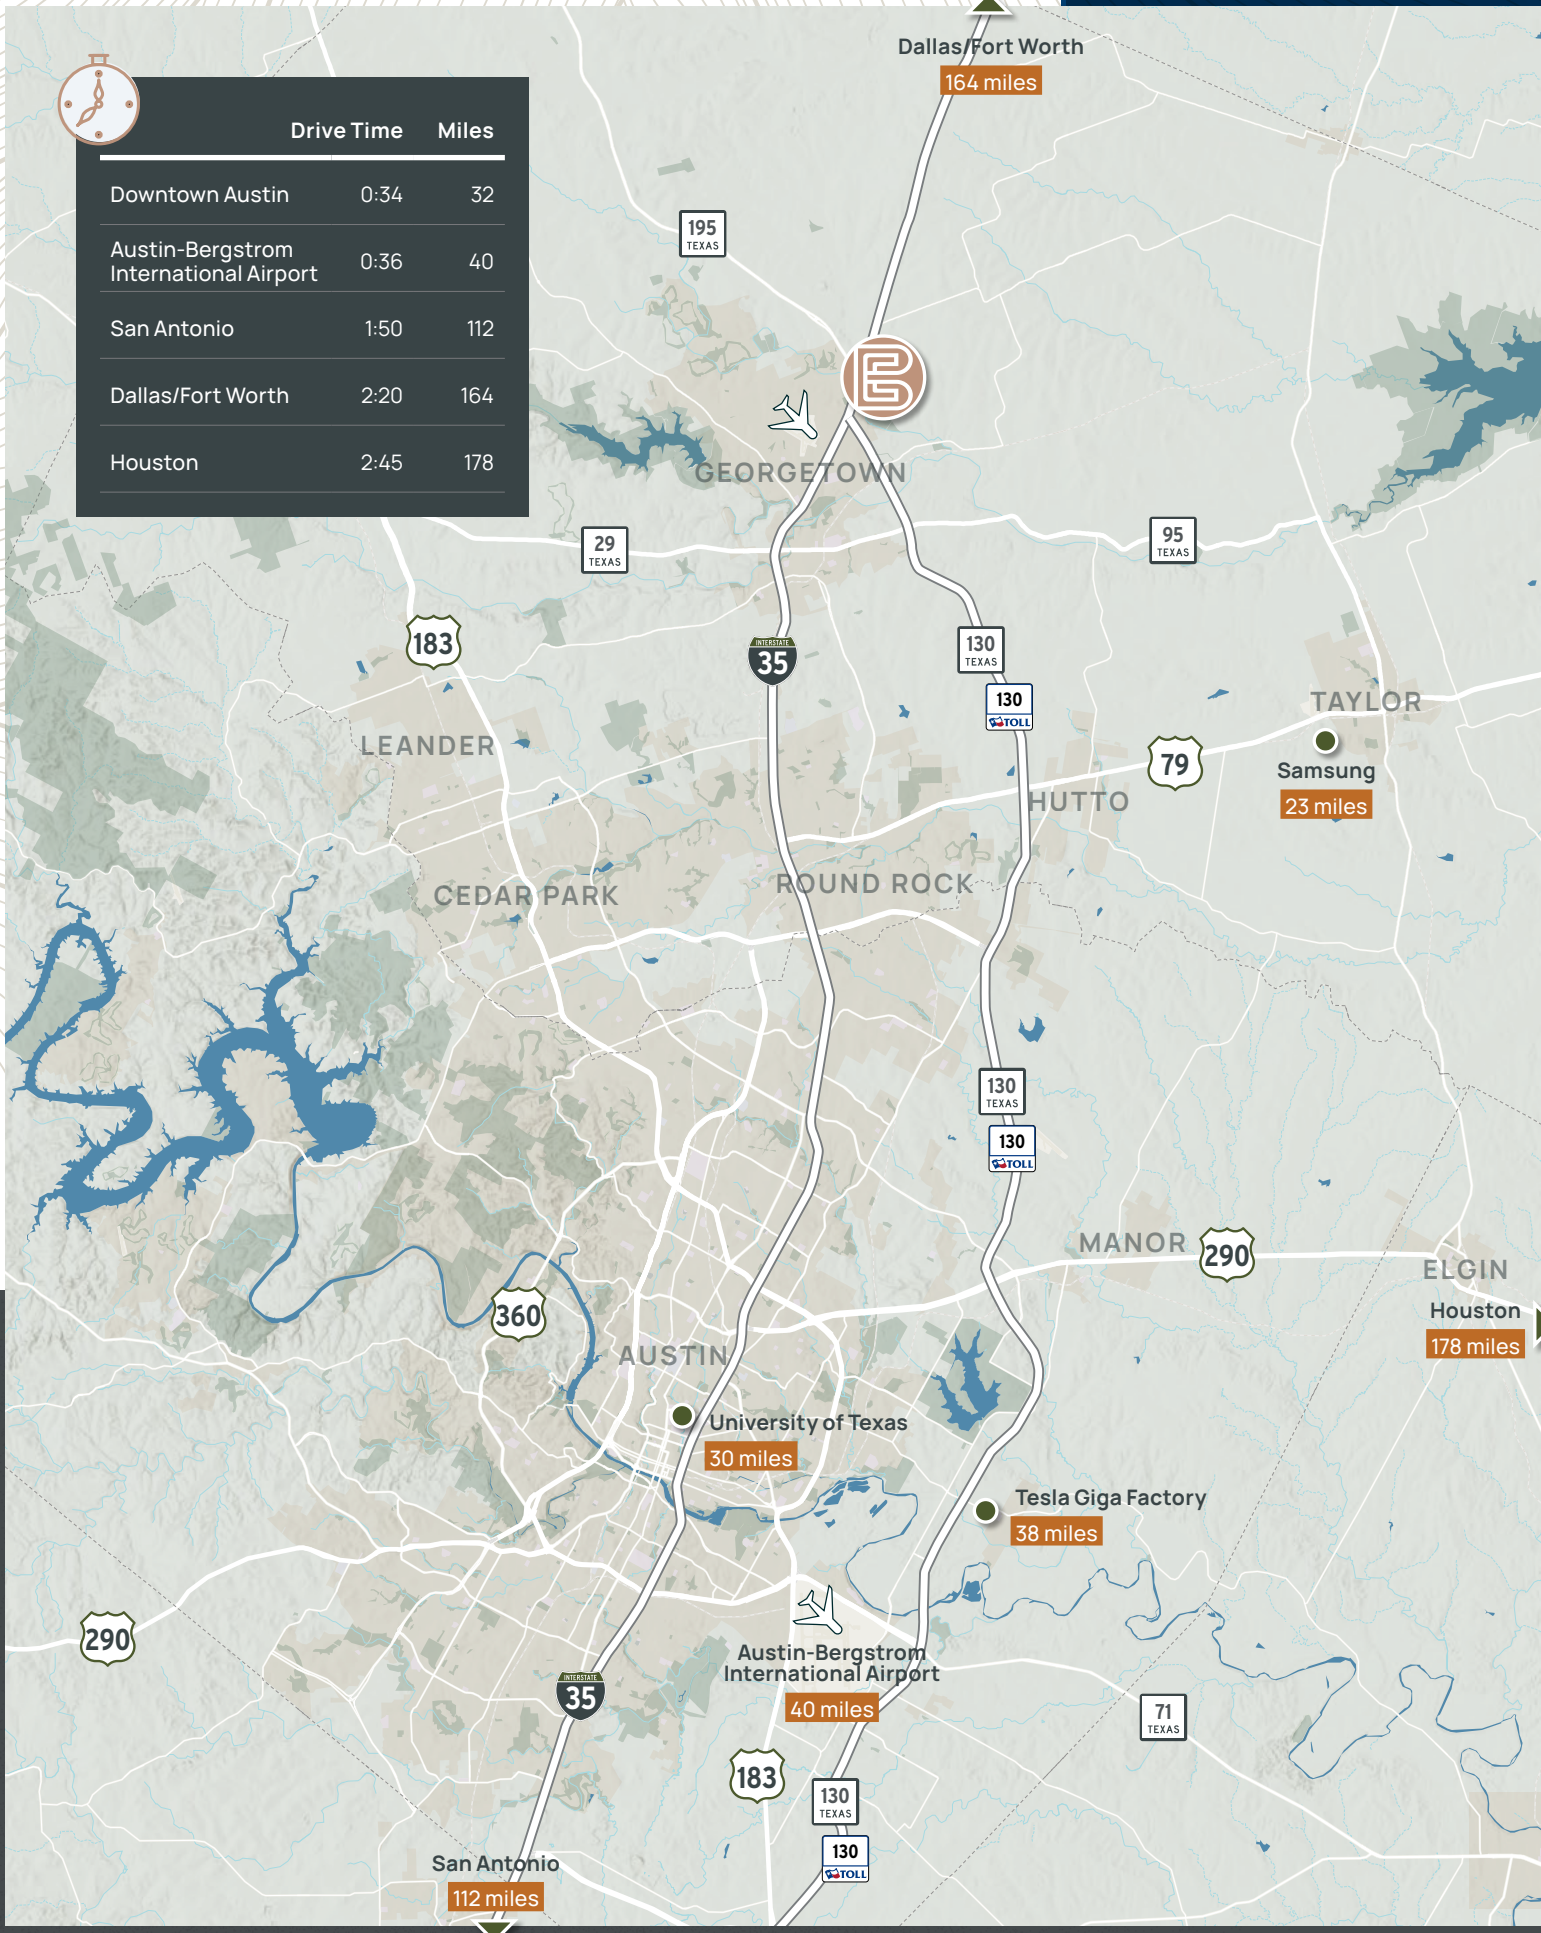 Dallas/Fort Worth
164 miles
Drive Time Miles
Downtown Austin 0:34 32
Austin-Bergstrom
International Airport 0:36 40
San Antonio 1:50 112
Dallas/Fort Worth 2:20 164
Houston 2:45 178
195
TEXAS
GEORGETOWN
29
TEXAS
95
TEXAS
183
INTERSTATE
35
130
TEXAS
130
TOLL
TAYLOR
LEANDER
79
Samsung
23 miles
HUTTO
CEDAR PARK
ROUND ROCK
130
TEXAS
130
TOLL
MANOR
290
ELGIN
Houston
178 miles
360
AUSTIN
University of Texas
30 miles
Tesla Giga Factory
38 miles
290
Austin-Bergstrom
International Airport
40 miles
INTERSTATE
35
71
TEXAS
183
130
TEXAS
130
TOLL
San Antonio
112 miles